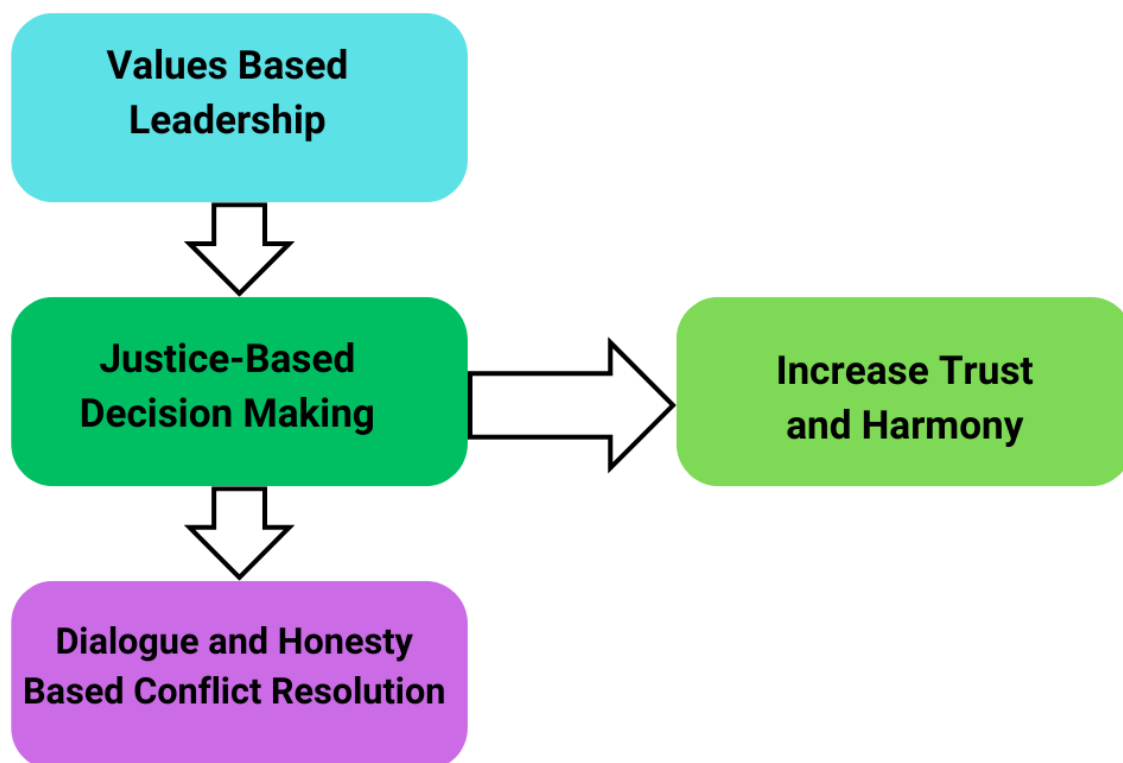 Values Based
Leadership
Justice-Based
Decision Making
Increase Trust
and Harmony
Dialogue and Honesty
Based Conflict Resolution